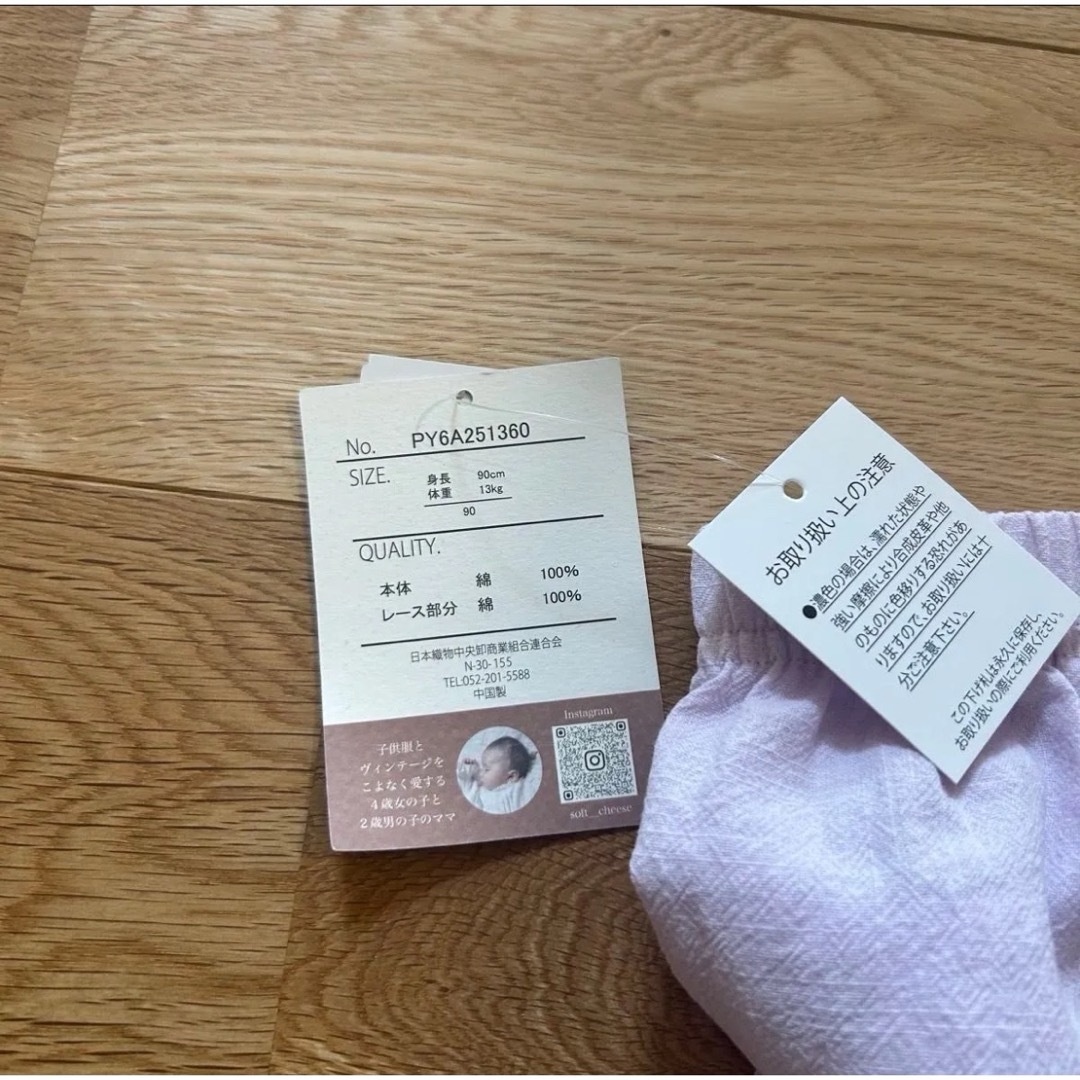 No. PY6A251360
SIZE. 身長 90cm
体重 13kg
90
QUALITY.
本体 綿 100%
レース部分 綿 100%
日本織物中央卸商業組合連合会
N-30-155
TEL:052-201-5588
中国製
子供服と
ヴィンテージを
こよなく愛する
4歳女の子と
2歳男の子のママ
Instagram
soft__cheese
お取り扱い上の注意
●濃色の場合は、濡れた状態や
強い摩擦により合成皮革や他
のものに色移りする恐れがあ
りますので、お取り扱いには十
分ご注意下さい。
この下げ札は永久に保存し、
お取り扱いの際にご利用ください。